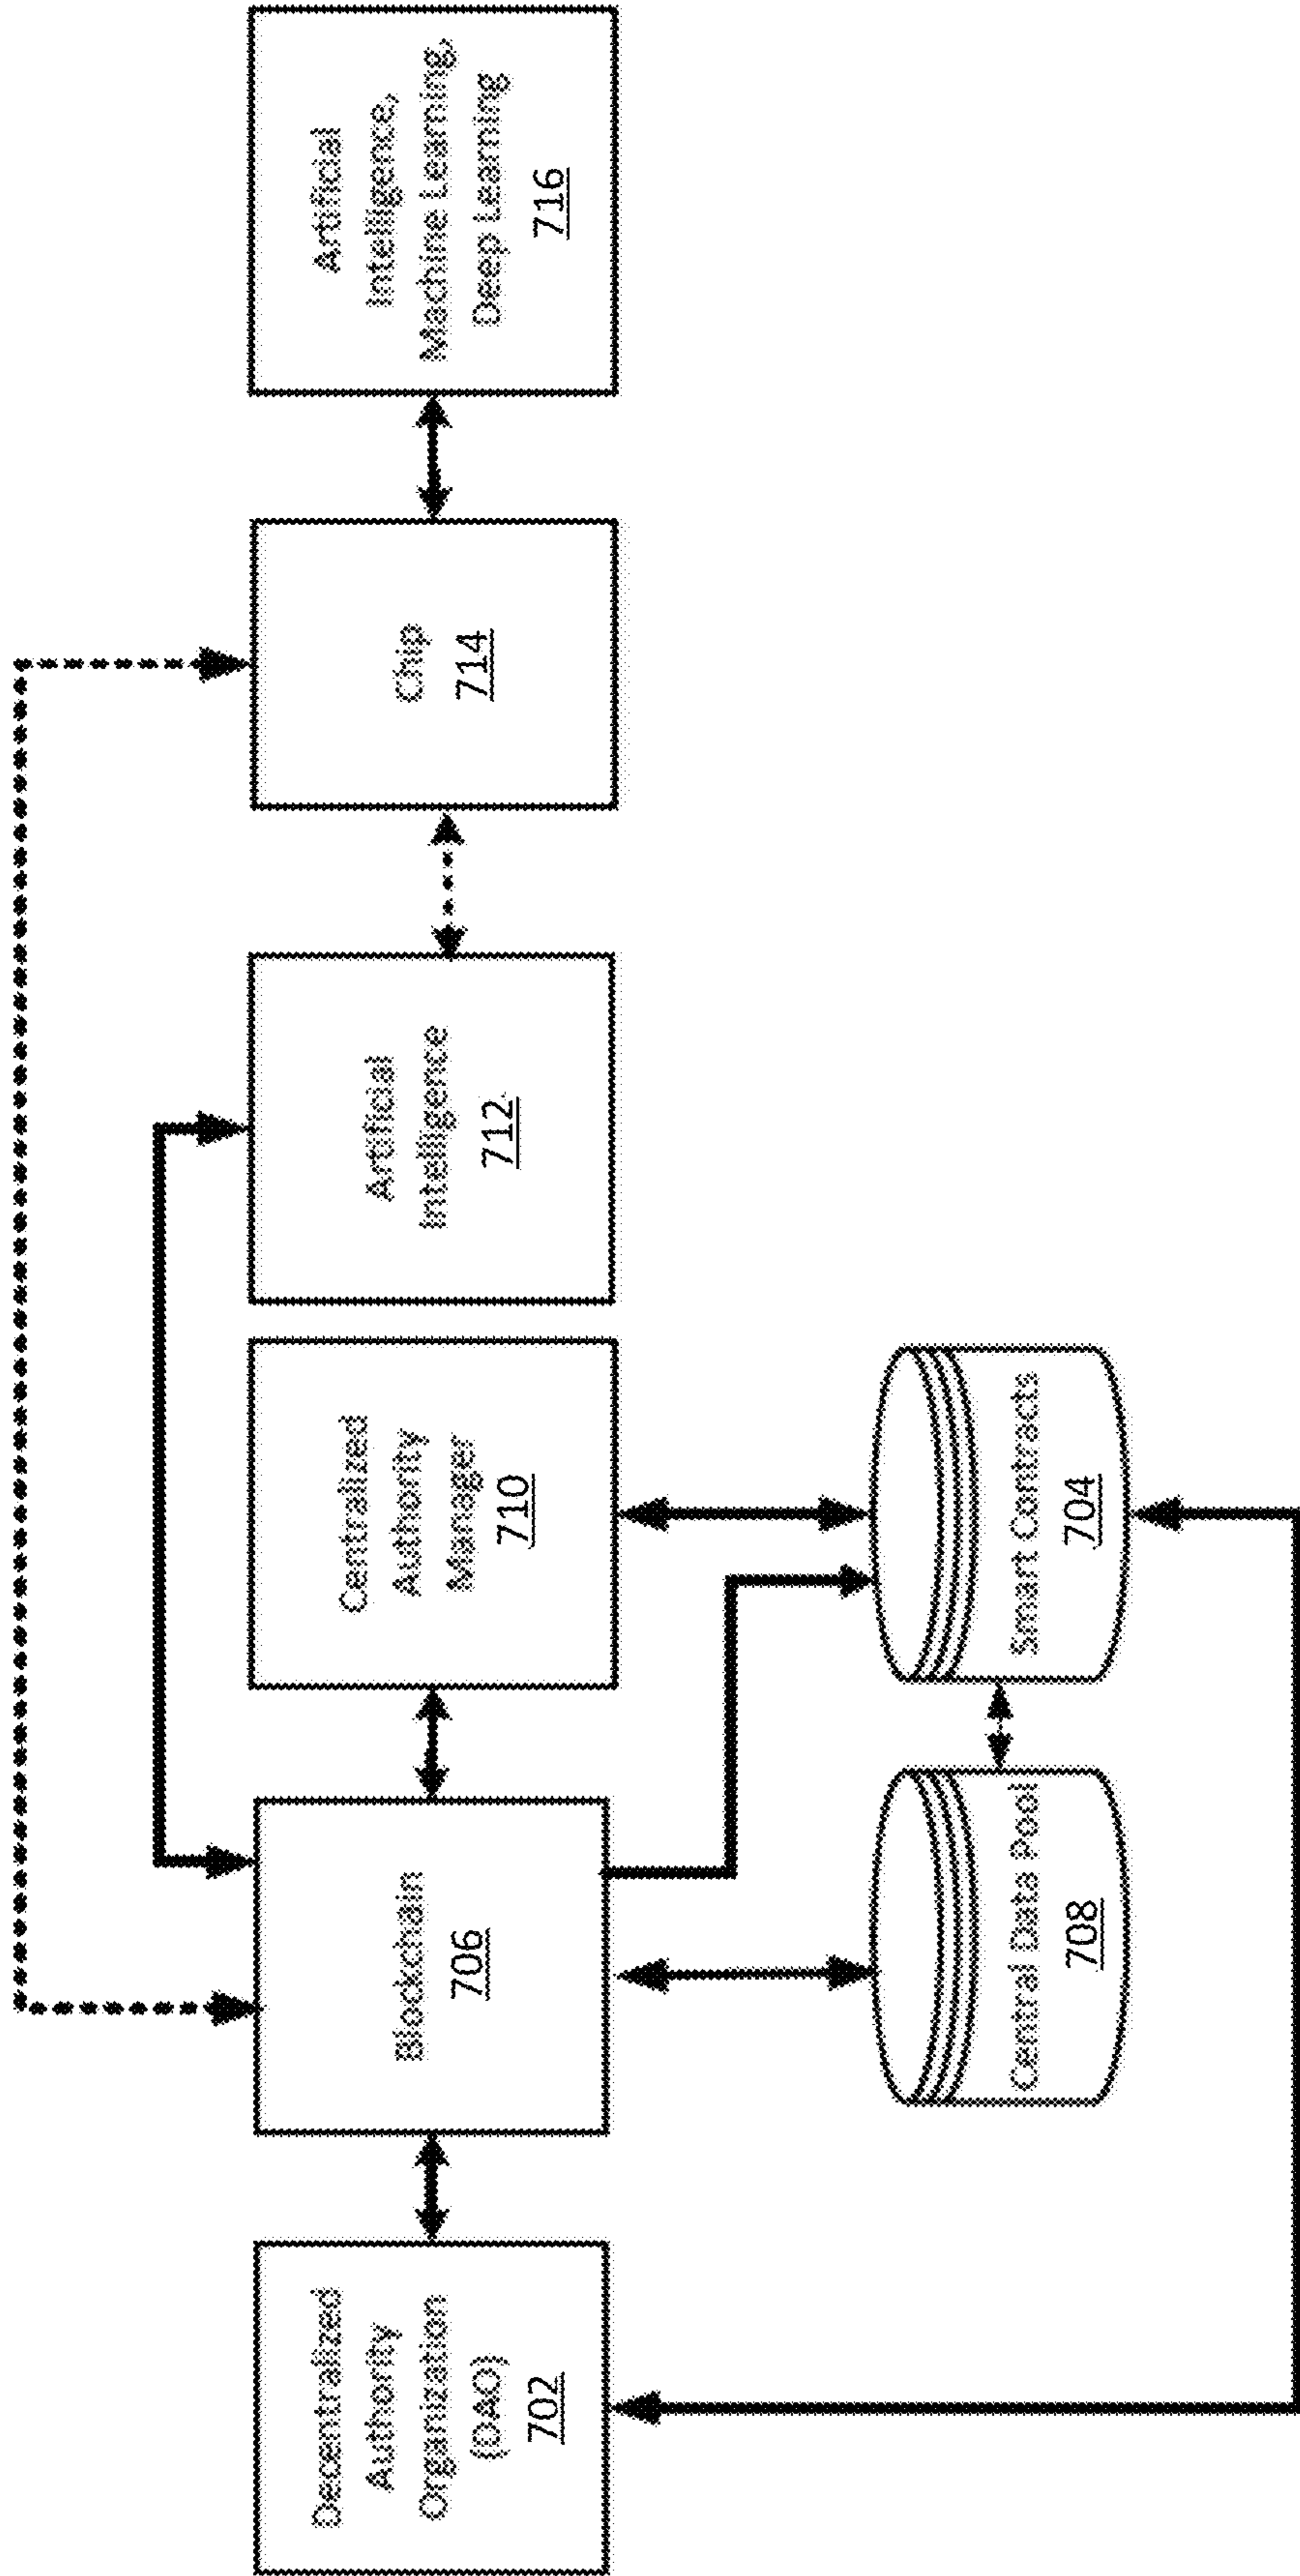 Decentralized
Authority
Organization
(DAO)
702
Blockchain
706
Centralized
Authority
Manager
710
Artificial
Intelligence
712
Chip
714
Artificial
Intelligence,
Machine Learning,
Deep Learning
716
Central Data Pool
708
Smart Contracts
704